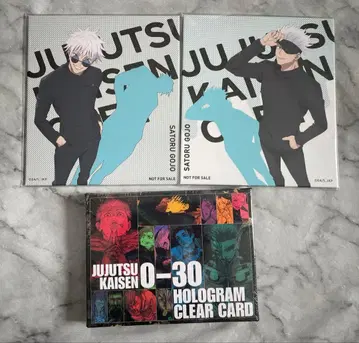 JUJUTSU
KAISEN
SATORU GOJO
NOT FOR SALE
JUJUTSU
KAISEN
SATORU GOJO
NOT FOR SALE
JUJUTSU
KAISEN 0-30
HOLOGRAM
CLEAR CARD